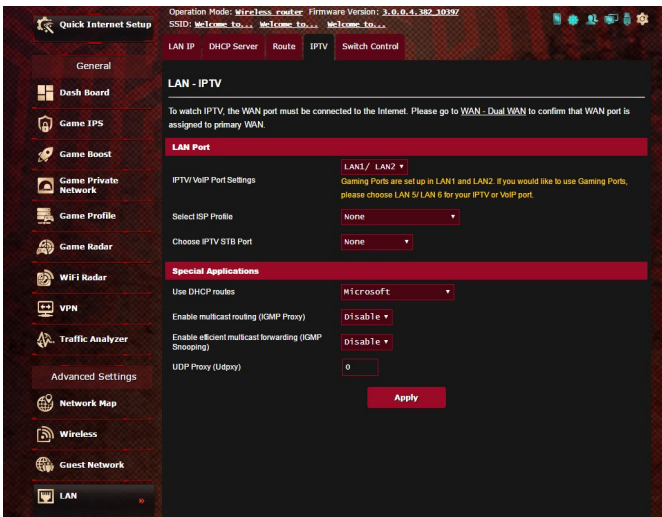 Quick Internet Setup
General
Dash Board
Game IPS
Game Boost
Game Private
Network
Game Profile
Game Radar
WiFi Radar
VPN
Traffic Analyzer
Advanced Settings
Network Map
Wireless
Guest Network
LAN
Operation Mode: Wireless router Firmware Version: 3.0.0.4.382_10397
SSID: Welcome to... Welcome to... Welcome to...
LAN IP DHCP Server Route IPTV Switch Control
LAN - IPTV
To watch IPTV, the WAN port must be connected to the Internet. Please go to WAN - Dual WAN to confirm that WAN port is
assigned to primary WAN.
LAN Port
IPTV/ VoIP Port Settings
LAN1/ LAN2
Gaming Ports are set up in LAN1 and LAN2. If you would like to use Gaming Ports,
please choose LAN 5/ LAN 6 for your IPTV or VoIP port.
Select ISP Profile None
Choose IPTV STB Port None
Special Applications
Use DHCP routes Microsoft
Enable multicast routing (IGMP Proxy) Disable
Enable efficient multicast forwarding (IGMP
Snooping) Disable
UDP Proxy (Udpxy) 0
Apply